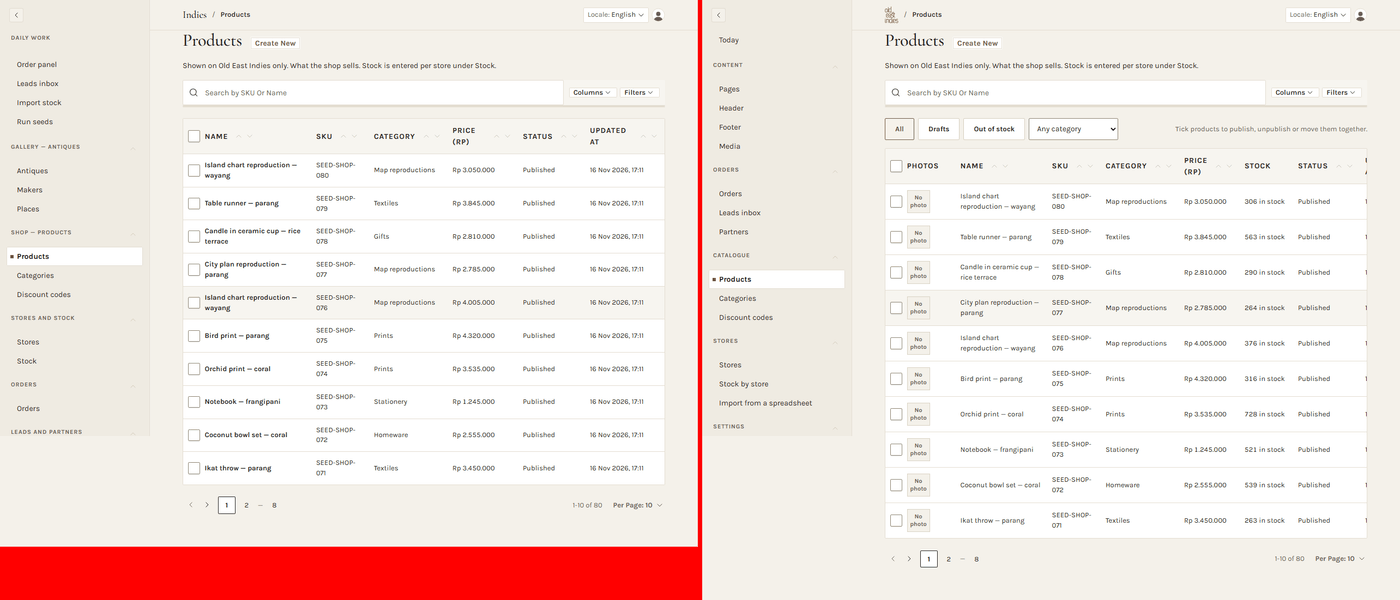 Indies / Products
Locale: English
DAILY WORK
Order panel
Leads inbox
Import stock
Run seeds
GALLERY — ANTIQUES
Antiques
Makers
Places
SHOP — PRODUCTS
Products
Categories
Discount codes
STORES AND STOCK
Stores
Stock
ORDERS
Orders
LEADS AND PARTNERS
Products
Create New
Shown on Old East Indies only. What the shop sells. Stock is entered per store under Stock.
Search by SKU Or Name
Columns
Filters
NAME SKU CATEGORY PRICE (RP) STATUS UPDATED AT
Island chart reproduction — wayang SEED-SHOP-080 Map reproductions Rp 3.050.000 Published 16 Nov 2026, 17:11
Table runner — parang SEED-SHOP-079 Textiles Rp 3.845.000 Published 16 Nov 2026, 17:11
Candle in ceramic cup — rice terrace SEED-SHOP-078 Gifts Rp 2.810.000 Published 16 Nov 2026, 17:11
City plan reproduction — parang SEED-SHOP-077 Map reproductions Rp 2.785.000 Published 16 Nov 2026, 17:11
Island chart reproduction — wayang SEED-SHOP-076 Map reproductions Rp 4.005.000 Published 16 Nov 2026, 17:11
Bird print — parang SEED-SHOP-075 Prints Rp 4.320.000 Published 16 Nov 2026, 17:11
Orchid print — coral SEED-SHOP-074 Prints Rp 3.535.000 Published 16 Nov 2026, 17:11
Notebook — frangipani SEED-SHOP-073 Stationery Rp 1.245.000 Published 16 Nov 2026, 17:11
Coconut bowl set — coral SEED-SHOP-072 Homeware Rp 2.555.000 Published 16 Nov 2026, 17:11
Ikat throw — parang SEED-SHOP-071 Textiles Rp 3.450.000 Published 16 Nov 2026, 17:11
1 2 — 8
1-10 of 80
Per Page: 10
old east indies / Products
Locale: English
Today
CONTENT
Pages
Header
Footer
Media
ORDERS
Orders
Leads inbox
Partners
CATALOGUE
Products
Categories
Discount codes
STORES
Stores
Stock by store
Import from a spreadsheet
SETTINGS
Products
Create New
Shown on Old East Indies only. What the shop sells. Stock is entered per store under Stock.
Search by SKU Or Name
Columns
Filters
All
Drafts
Out of stock
Any category
Tick products to publish, unpublish or move them together.
PHOTOS NAME SKU CATEGORY PRICE (RP) STOCK STATUS
No photo Island chart reproduction — wayang SEED-SHOP-080 Map reproductions Rp 3.050.000 306 in stock Published
No photo Table runner — parang SEED-SHOP-079 Textiles Rp 3.845.000 563 in stock Published
No photo Candle in ceramic cup — rice terrace SEED-SHOP-078 Gifts Rp 2.810.000 290 in stock Published
No photo City plan reproduction — parang SEED-SHOP-077 Map reproductions Rp 2.785.000 264 in stock Published
No photo Island chart reproduction — wayang SEED-SHOP-076 Map reproductions Rp 4.005.000 376 in stock Published
No photo Bird print — parang SEED-SHOP-075 Prints Rp 4.320.000 316 in stock Published
No photo Orchid print — coral SEED-SHOP-074 Prints Rp 3.535.000 728 in stock Published
No photo Notebook — frangipani SEED-SHOP-073 Stationery Rp 1.245.000 521 in stock Published
No photo Coconut bowl set — coral SEED-SHOP-072 Homeware Rp 2.555.000 539 in stock Published
No photo Ikat throw — parang SEED-SHOP-071 Textiles Rp 3.450.000 263 in stock Published
1 2 — 8
1-10 of 80
Per Page: 10